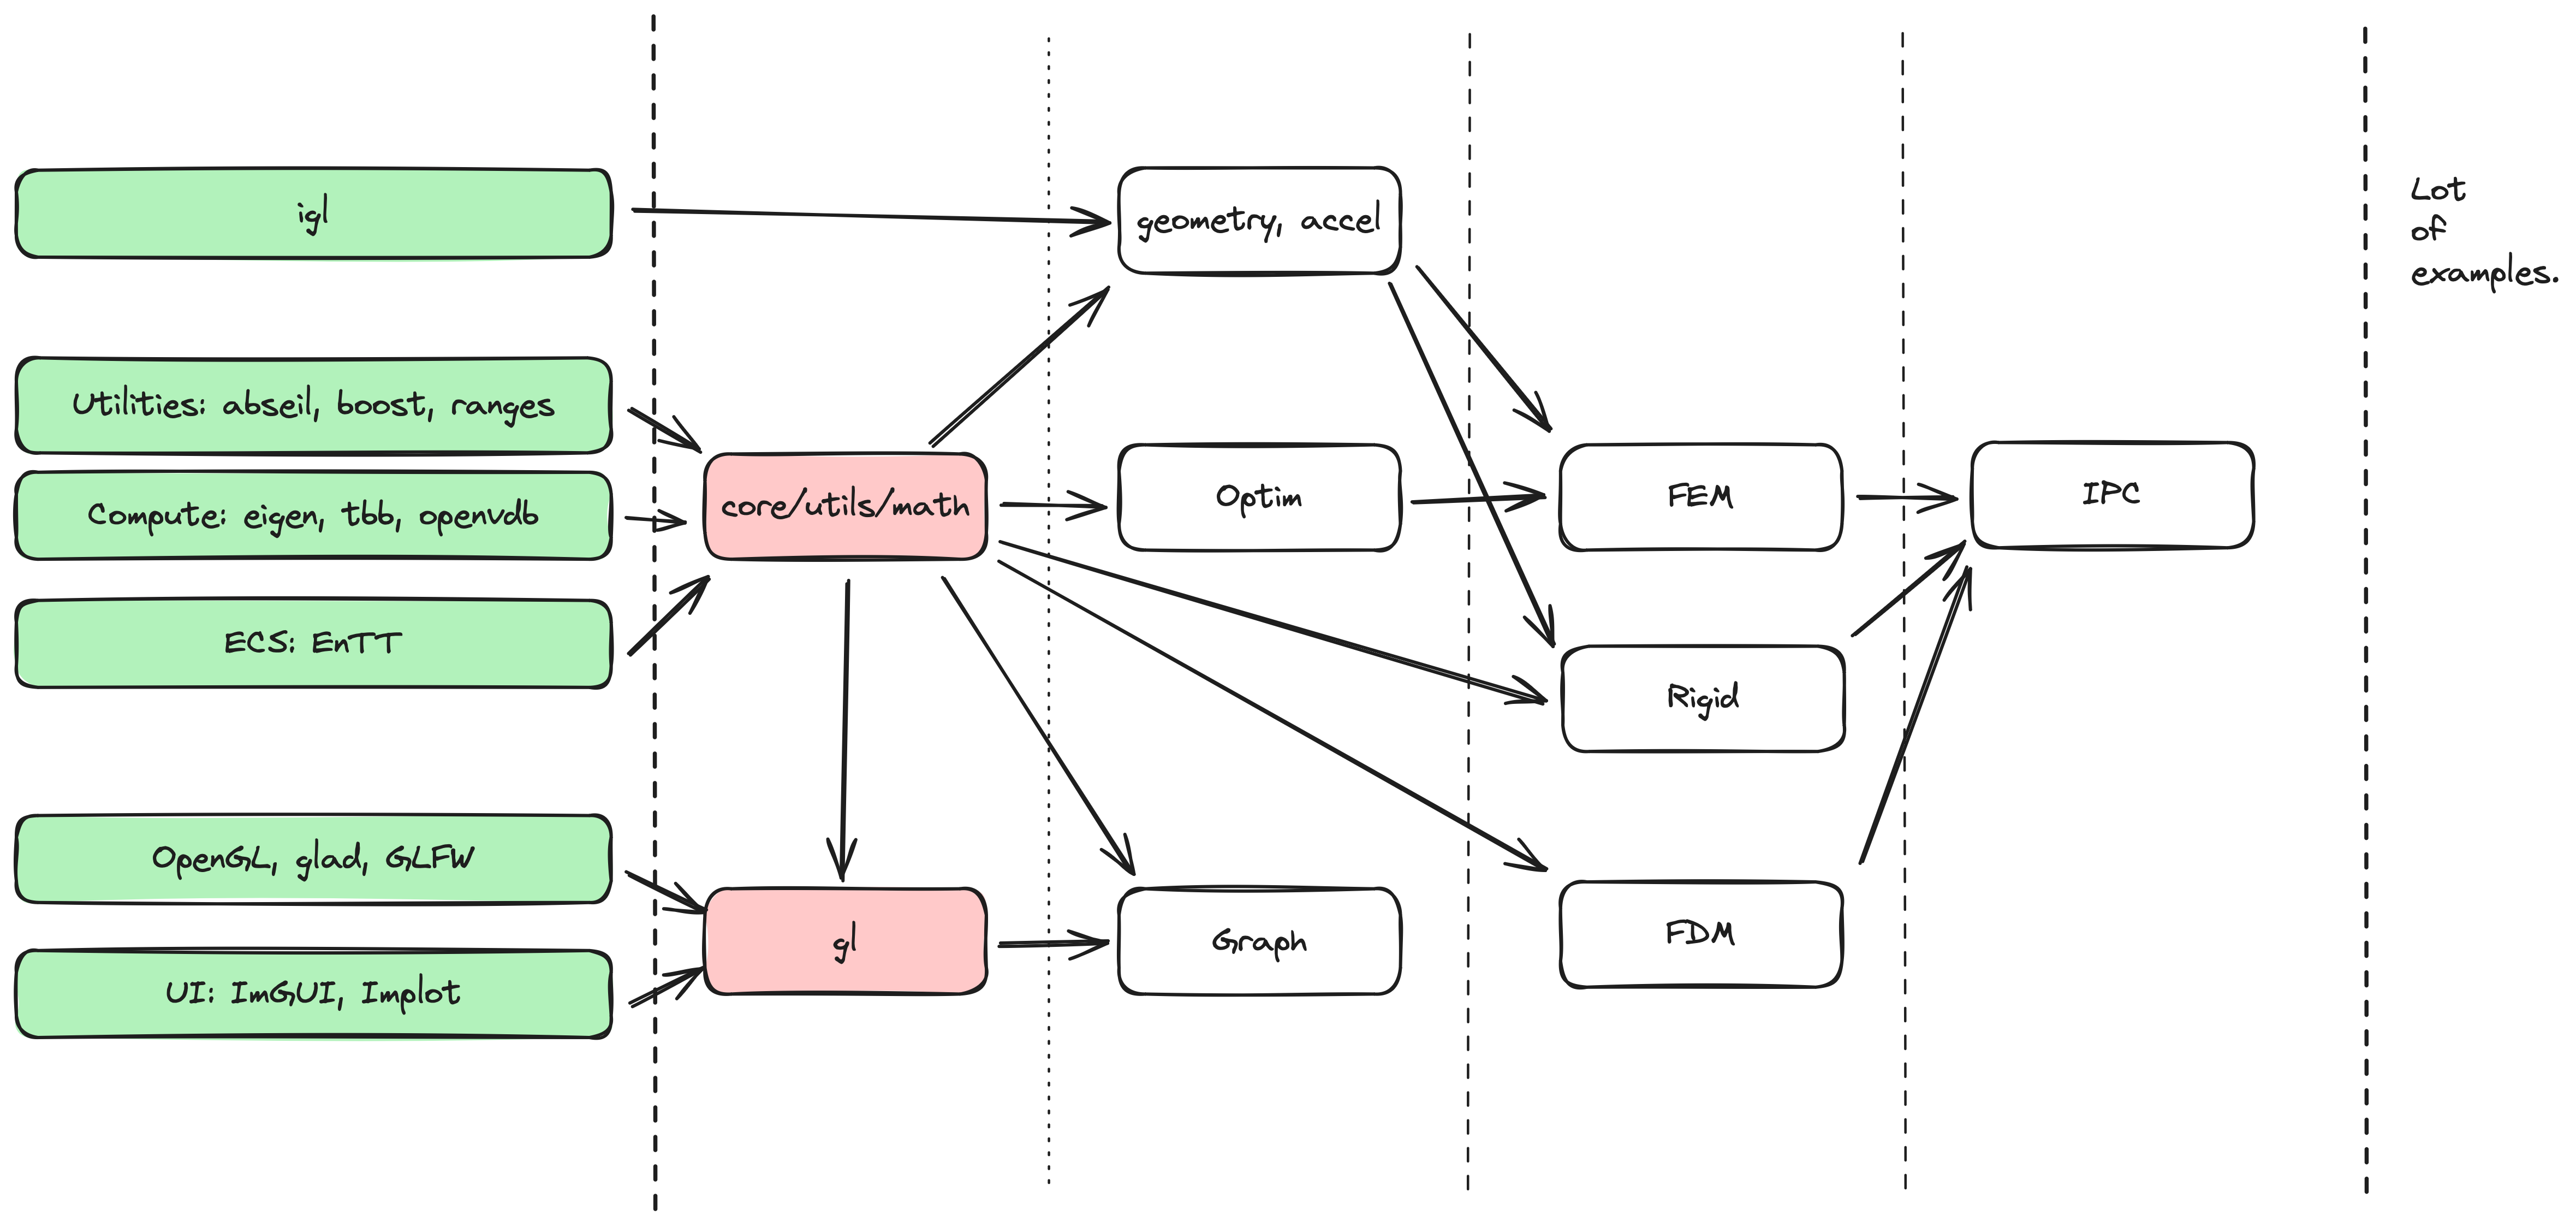 igl
Utilities: abseil, boost, ranges
Compute: eigen, tbb, openvdb
ECS: EnTT
OpenGL, glad, GLFW
UI: ImGUI, Implot
core/utils/math
gl
geometry, accel
Optim
Graph
FEM
Rigid
FDM
IPC
Lot
of
examples.